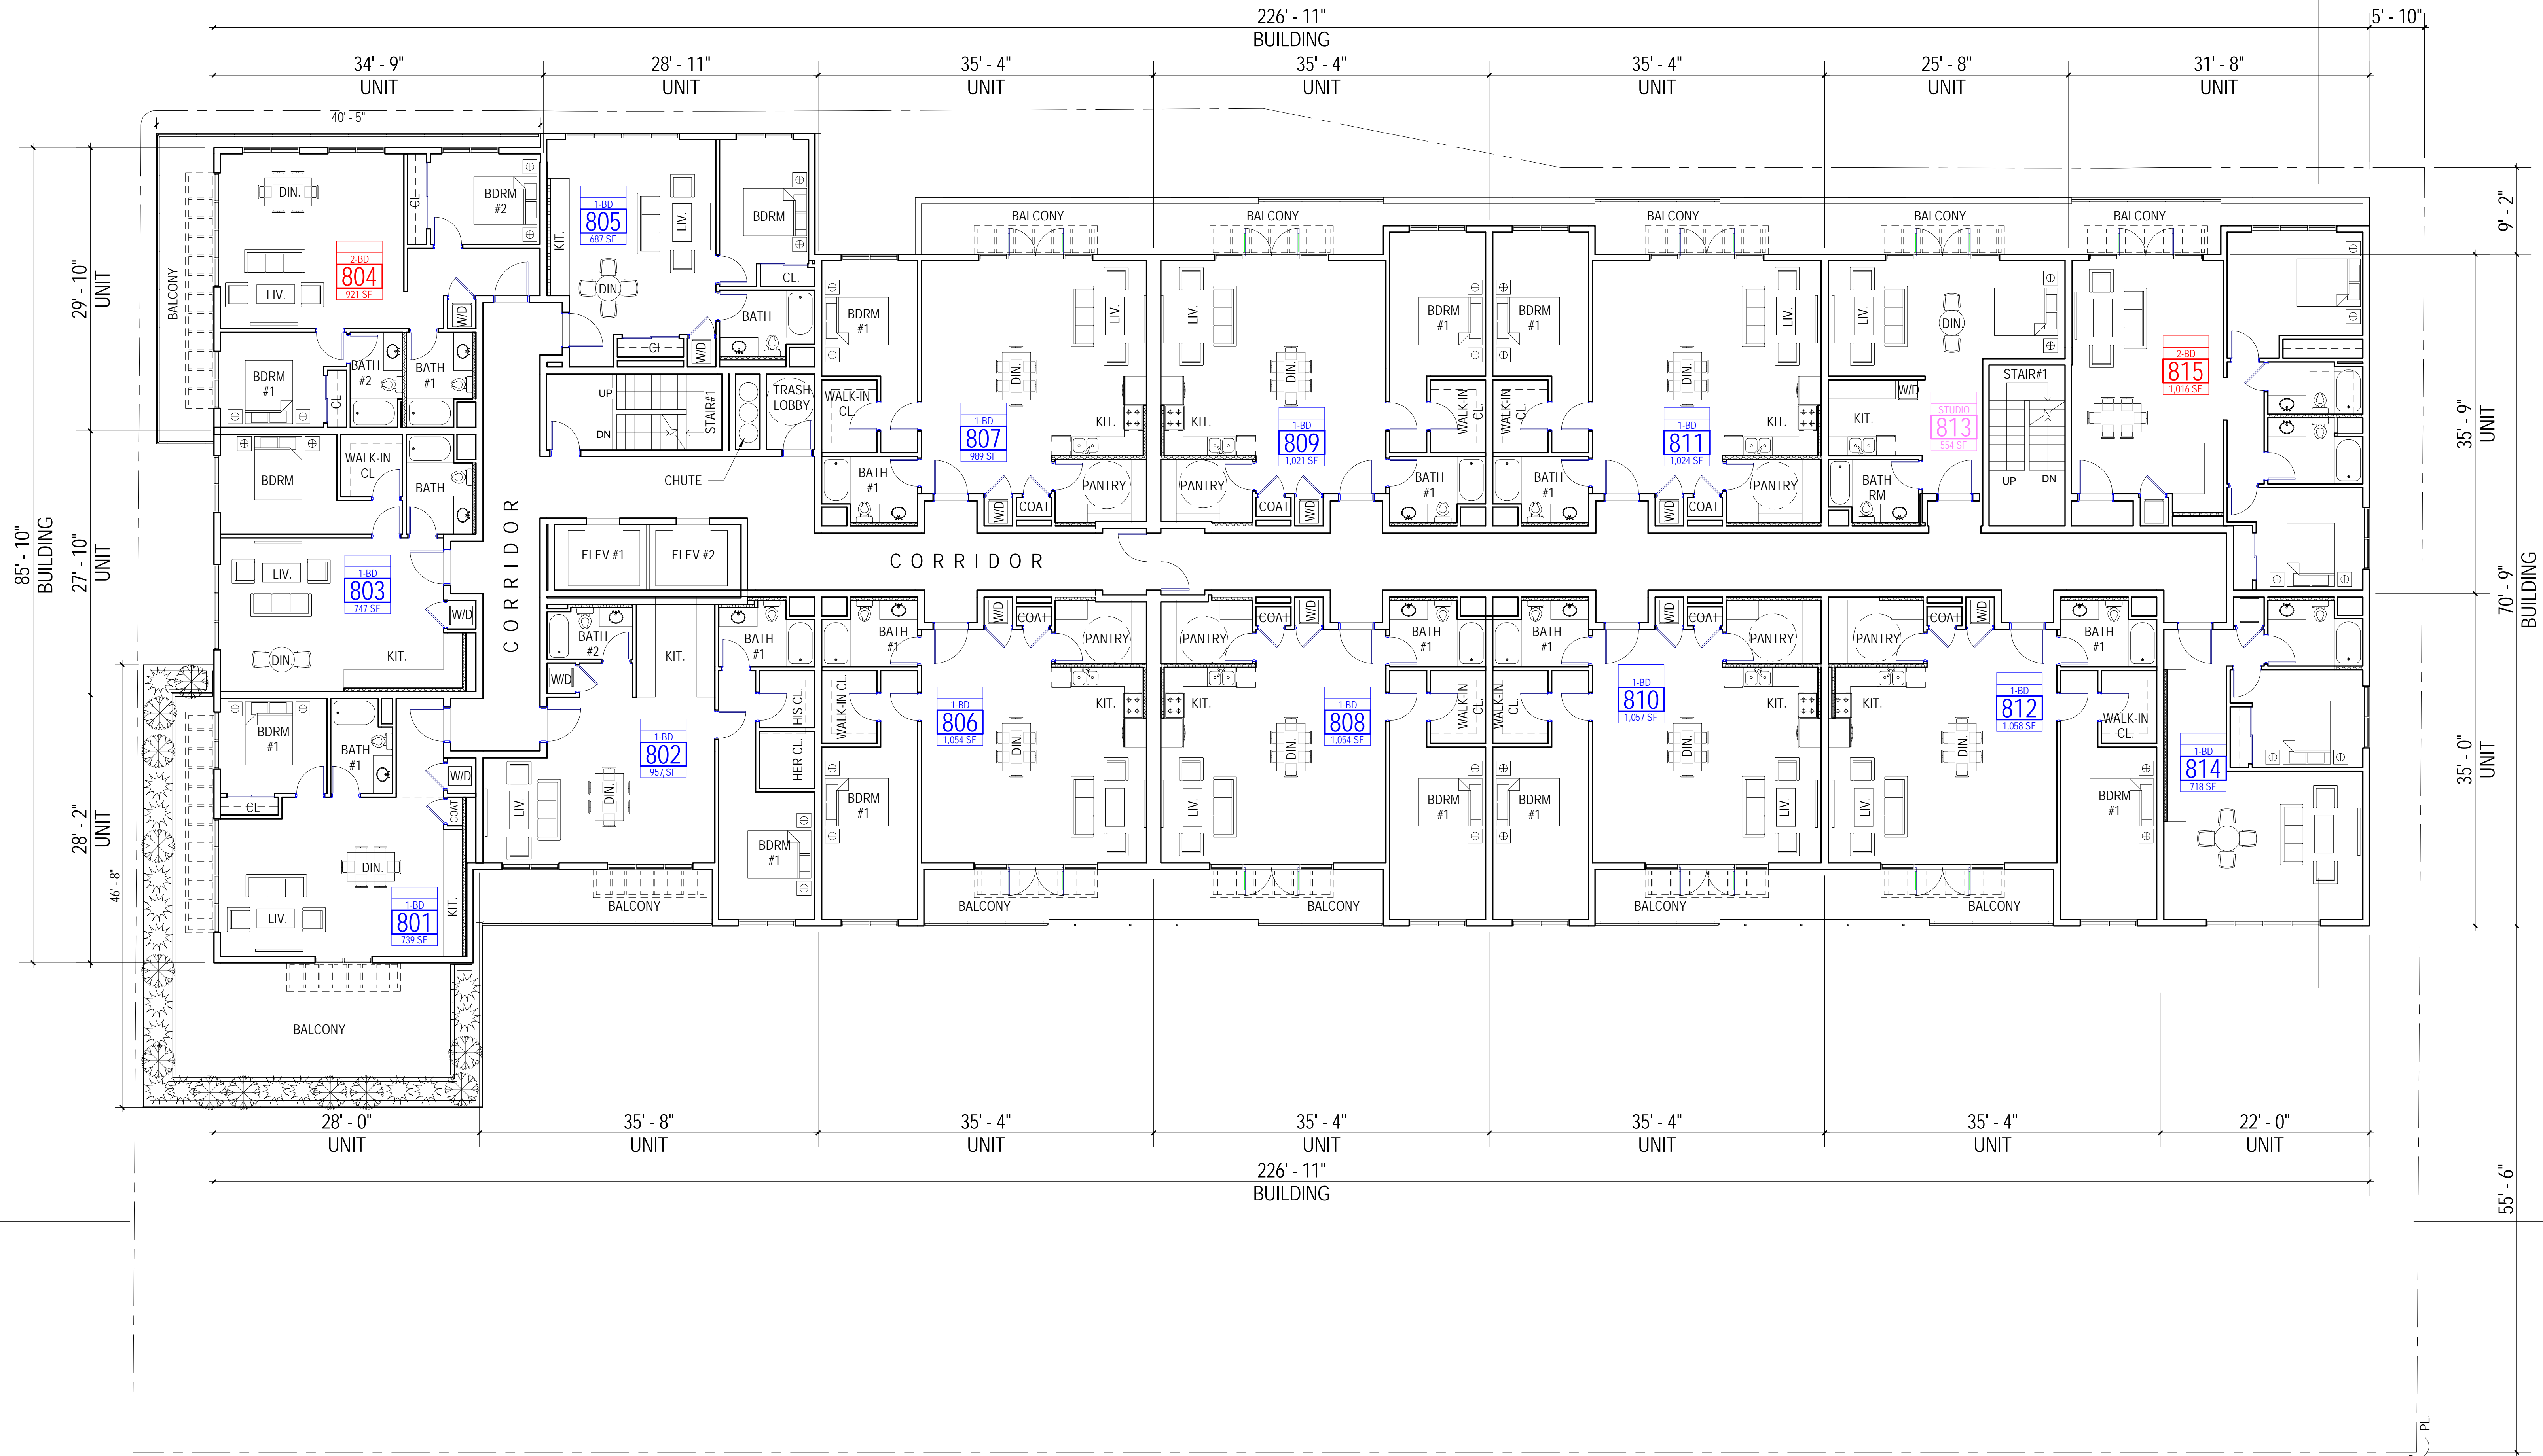 226' - 11"
BUILDING
5' - 10"
34' - 9"
UNIT
28' - 11"
UNIT
35' - 4"
UNIT
35' - 4"
UNIT
35' - 4"
UNIT
25' - 8"
UNIT
31' - 8"
UNIT
40' - 5"
85' - 10"
BUILDING
29' - 10"
UNIT
27' - 10"
UNIT
28' - 2"
UNIT
46' - 8"
9' - 2"
35' - 9"
UNIT
70' - 9"
BUILDING
35' - 0"
UNIT
55' - 6"
BALCONY
DIN.
CL
BDRM
#2
2-BD
804
921 SF
LIV.
W/D
BDRM
#1
CL
BATH
#2
BATH
#1
1-BD
805
687 SF
KIT.
LIV.
DIN.
BDRM
CL.
BATH
CL
W/D
UP
DN
STAIR#1
TRASH
LOBBY
CHUTE
BDRM
WALK-IN
CL
BATH
LIV.
1-BD
803
747 SF
W/D
DIN.
KIT.
CORRIDOR
ELEV #1
ELEV #2
CORRIDOR
BALCONY
BDRM
#1
LIV.
DIN.
WALK-IN
CL.
1-BD
807
989 SF
KIT.
BATH
#1
W/D
COAT
PANTRY
BALCONY
LIV.
DIN.
BDRM
#1
KIT.
1-BD
809
1,021 SF
WALK-IN
CL.
PANTRY
COAT
W/D
BATH
#1
BALCONY
BDRM
#1
LIV.
DIN.
WALK-IN
CL.
1-BD
811
1,024 SF
KIT.
BATH
#1
W/D
COAT
PANTRY
BALCONY
LIV.
DIN.
W/D
KIT.
STUDIO
813
554 SF
BATH
RM
STAIR#1
UP
DN
BALCONY
2-BD
815
1,016 SF
BDRM
#1
BATH
#1
W/D
CL
COAT
DIN.
LIV.
1-BD
801
739 SF
KIT.
BALCONY
BATH
#2
KIT.
BATH
#1
W/D
HIS CL.
HER CL.
1-BD
802
957 SF
LIV.
DIN.
BDRM
#1
BALCONY
BATH
#1
W/D
COAT
PANTRY
WALK-IN CL.
1-BD
806
1,054 SF
KIT.
DIN.
LIV.
BDRM
#1
BALCONY
PANTRY
COAT
W/D
BATH
#1
KIT.
1-BD
808
1,054 SF
WALK-IN
CL.
DIN.
LIV.
BDRM
#1
BALCONY
BATH
#1
W/D
COAT
PANTRY
WALK-IN
CL.
1-BD
810
1,057 SF
KIT.
DIN.
LIV.
BDRM
#1
BALCONY
PANTRY
COAT
W/D
BATH
#1
KIT.
1-BD
812
1,058 SF
WALK-IN
CL.
DIN.
LIV.
BDRM
#1
BALCONY
1-BD
814
718 SF
28' - 0"
UNIT
35' - 8"
UNIT
35' - 4"
UNIT
35' - 4"
UNIT
35' - 4"
UNIT
35' - 4"
UNIT
22' - 0"
UNIT
226' - 11"
BUILDING
PL.